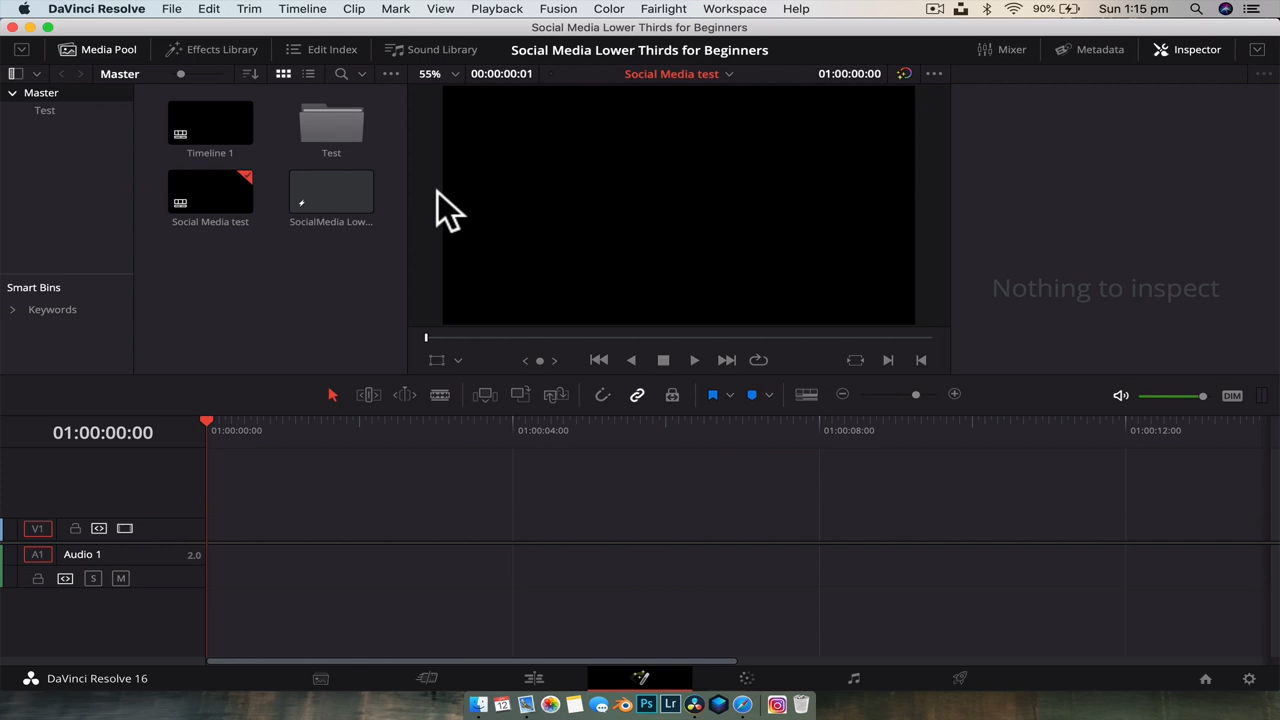 DaVinci Resolve File Edit Trim Timeline Clip Mark View Playback Fusion Color Fairlight Workspace Help 90% Sun 1:15 pm
Social Media Lower Thirds for Beginners
Media Pool Effects Library Edit Index Sound Library Social Media Lower Thirds for Beginners Mixer Metadata Inspector
Master 55% 00:00:00:01 Social Media test 01:00:00:00
Master
Test
Timeline 1 Test
Social Media test SocialMedia Low...
Smart Bins
Keywords
Nothing to inspect
DIM
01:00:00:00 01:00:00:00 01:00:04:00 01:00:08:00 01:00:12:00
V1
A1 Audio 1 2.0
S M
DaVinci Resolve 16
12 Ps Lr